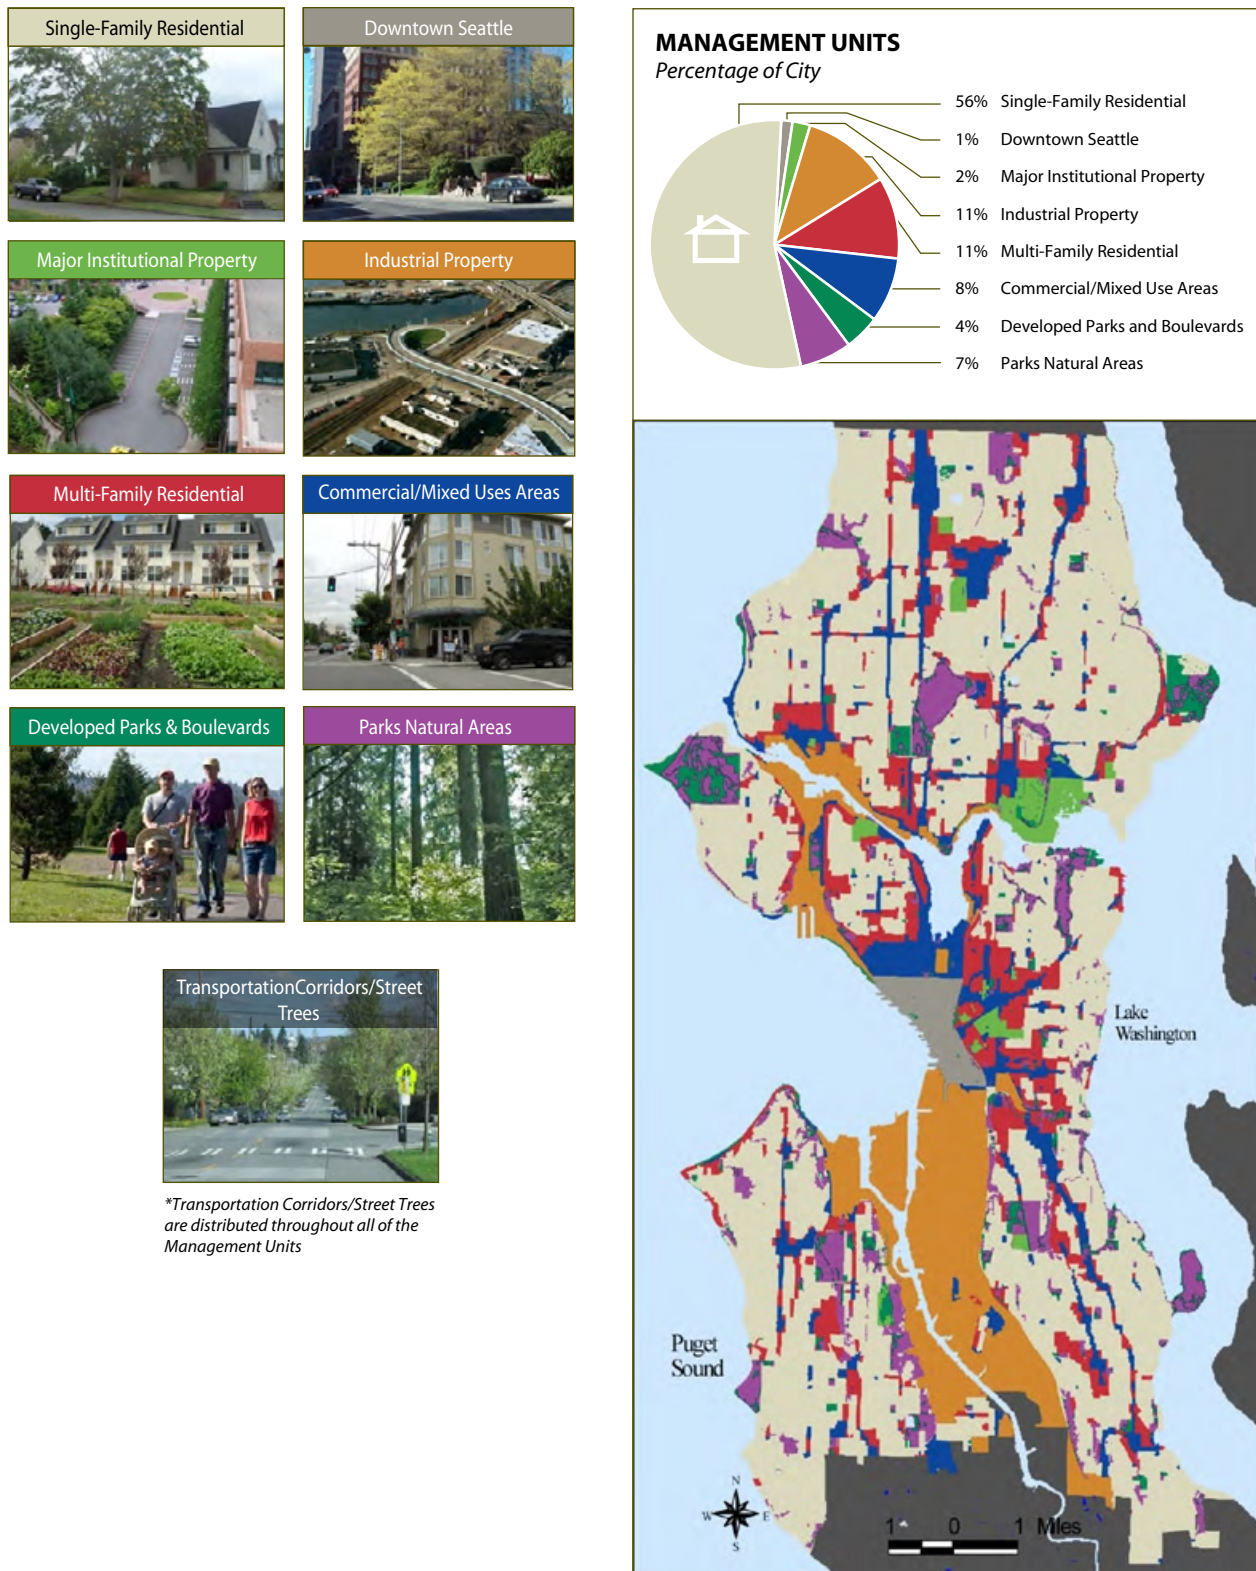 Single-Family Residential
Downtown Seattle
Major Institutional Property
Industrial Property
Multi-Family Residential
Commercial/Mixed Uses Areas
Developed Parks & Boulevards
Parks Natural Areas
TransportationCorridors/Street
Trees
*Transportation Corridors/Street Trees
are distributed throughout all of the
Management Units
MANAGEMENT UNITS
Percentage of City
56% Single-Family Residential
1% Downtown Seattle
2% Major Institutional Property
11% Industrial Property
11% Multi-Family Residential
8% Commercial/Mixed Use Areas
4% Developed Parks and Boulevards
7% Parks Natural Areas
Lake
Washington
Puget
Sound
N
W E
S
1 0 1 Miles